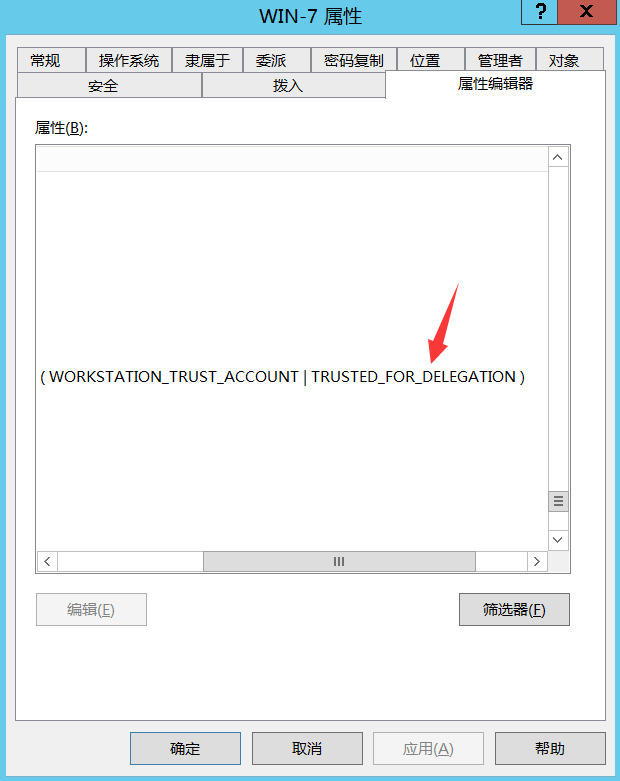 WIN-7 属性
?
常规 操作系统 隶属于 委派 密码复制 位置 管理者 对象
安全 拨入 属性编辑器
属性(B):
( WORKSTATION_TRUST_ACCOUNT | TRUSTED_FOR_DELEGATION )
编辑(E) 筛选器(F)
确定 取消 应用(A) 帮助